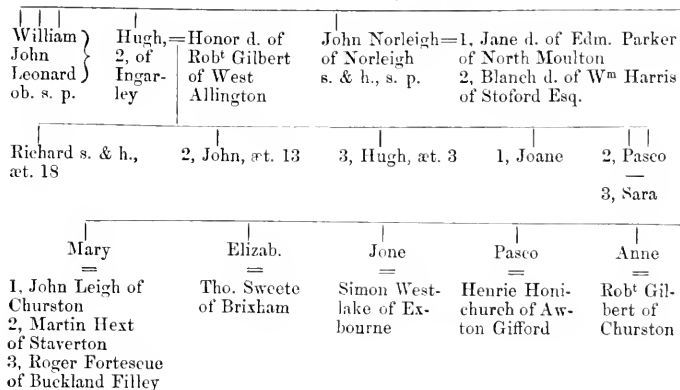 William
John
Leonard
ob. s. p.
Hugh,
2, of
Ingar-
ley
=Honor d. of
Robᵗ Gilbert
of West
Allington
John Norleigh
of Norleigh
s. & h., s. p.
=1, Jane d. of Edm. Parker
of North Moulton
2, Blanch d. of Wᵐ Harris
of Stoford Esq.
Richard s. & h.,
æt. 18
2, John, æt. 13
3, Hugh, æt. 3
1, Joane
2, Pasco
3, Sara
Mary
=
1, John Leigh of
Churston
2, Martin Hext
of Staverton
3, Roger Fortescue
of Buckland Filley
Elizab.
=
Tho. Sweete
of Brixham
Jone
=
Simon West-
lake of Ex-
bourne
Pasco
=
Henrie Honi-
church of Aw-
ton Gifford
Anne
=
Robᵗ Gil-
bert of
Churston